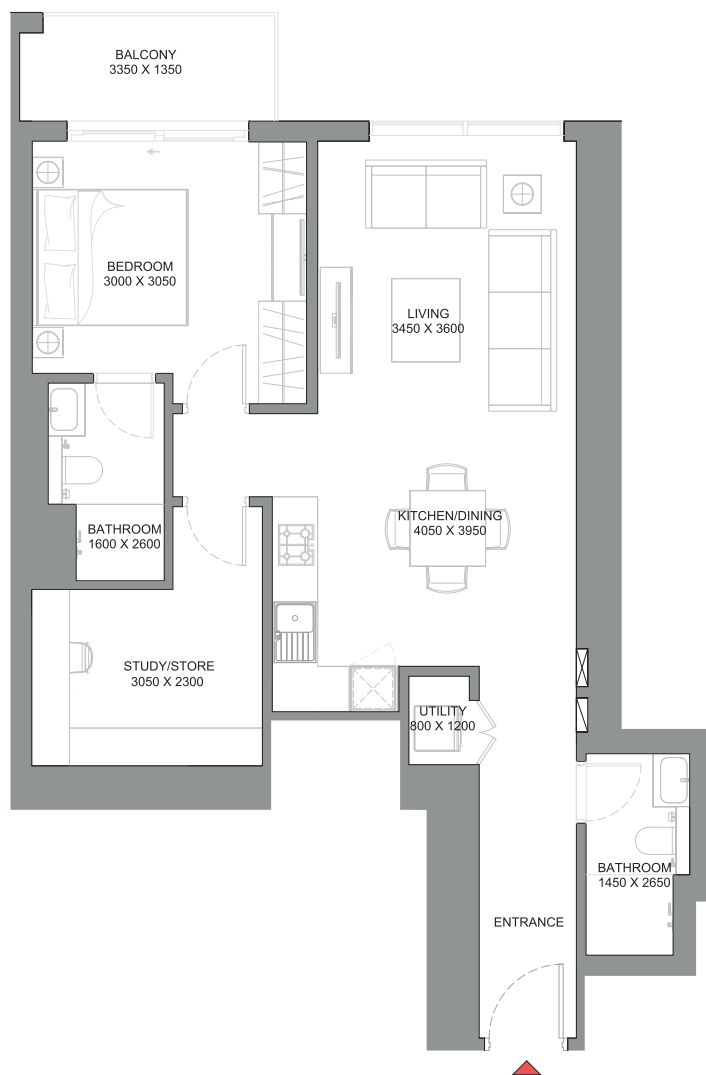 BALCONY
3350 X 1350
BEDROOM
3000 X 3050
LIVING
3450 X 3600
KITCHEN/DINING
4050 X 3950
BATHROOM
1600 X 2600
STUDY/STORE
3050 X 2300
UTILITY
800 X 1200
BATHROOM
1450 X 2650
ENTRANCE